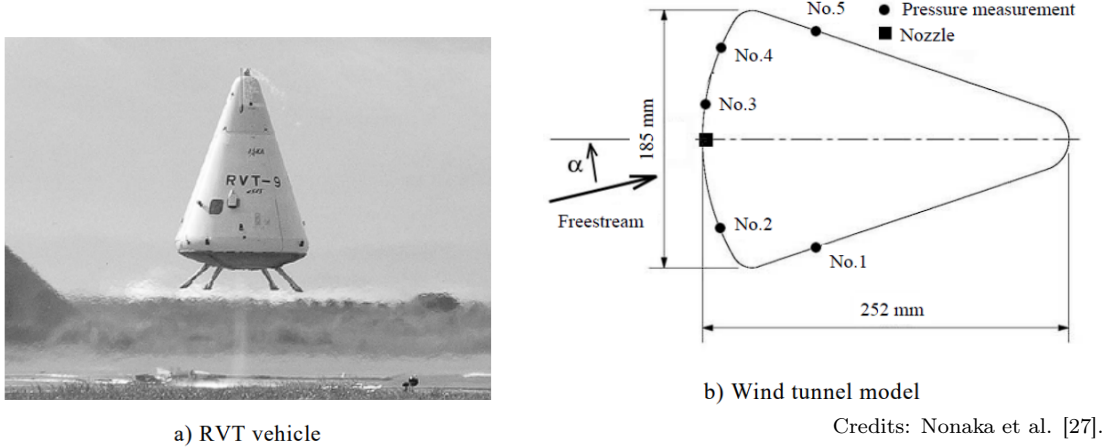 RVT-9
a) RVT vehicle
No.5
Pressure measurement
Nozzle
No.4
No.3
185 mm
α
Freestream
No.2
No.1
252 mm
b) Wind tunnel model
Credits: Nonaka et al. [27].